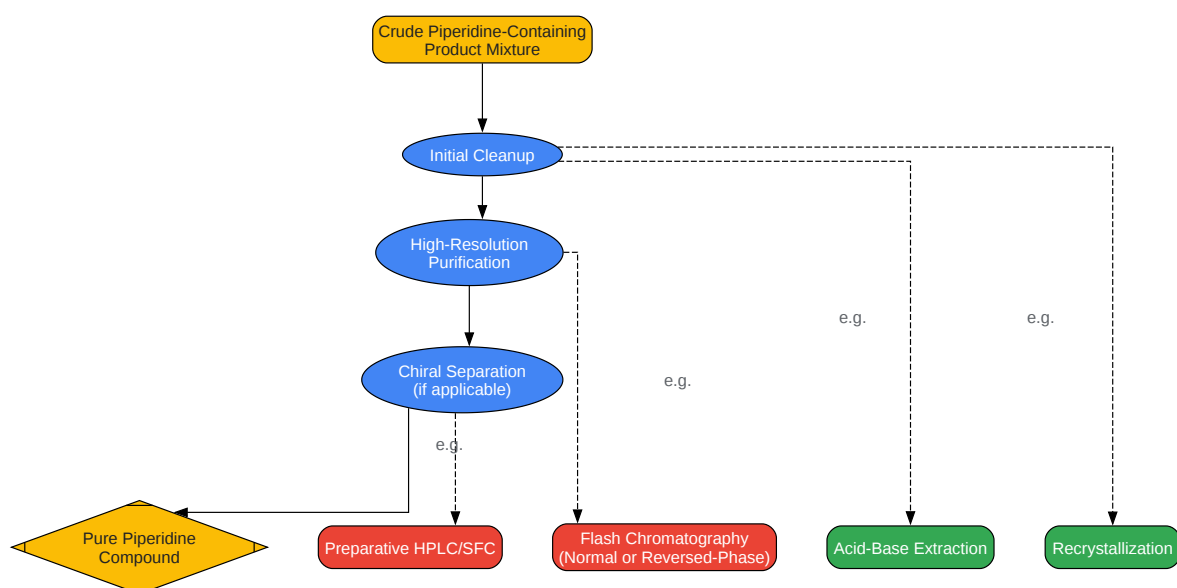 Crude Piperidine-Containing
Product Mixture
Initial Cleanup
High-Resolution
Purification
e.g.
e.g.
Chiral Separation
(if applicable)
e.g.
e.g.
Pure Piperidine
Compound
Preparative HPLC/SFC
Flash Chromatography
(Normal or Reversed-Phase)
Acid-Base Extraction
Recrystallization